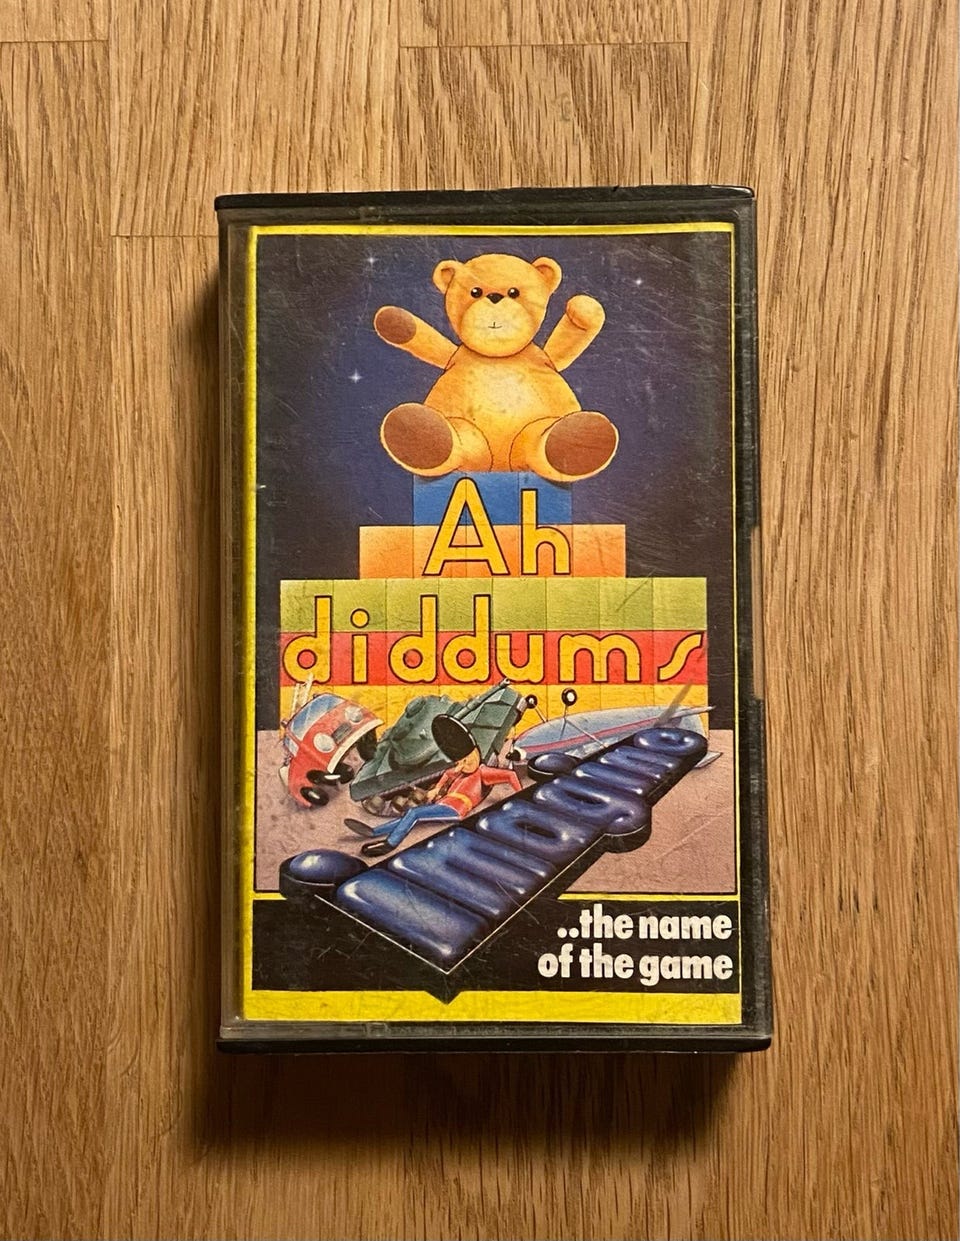 Ah
diddums
imagine
..the name
of the game